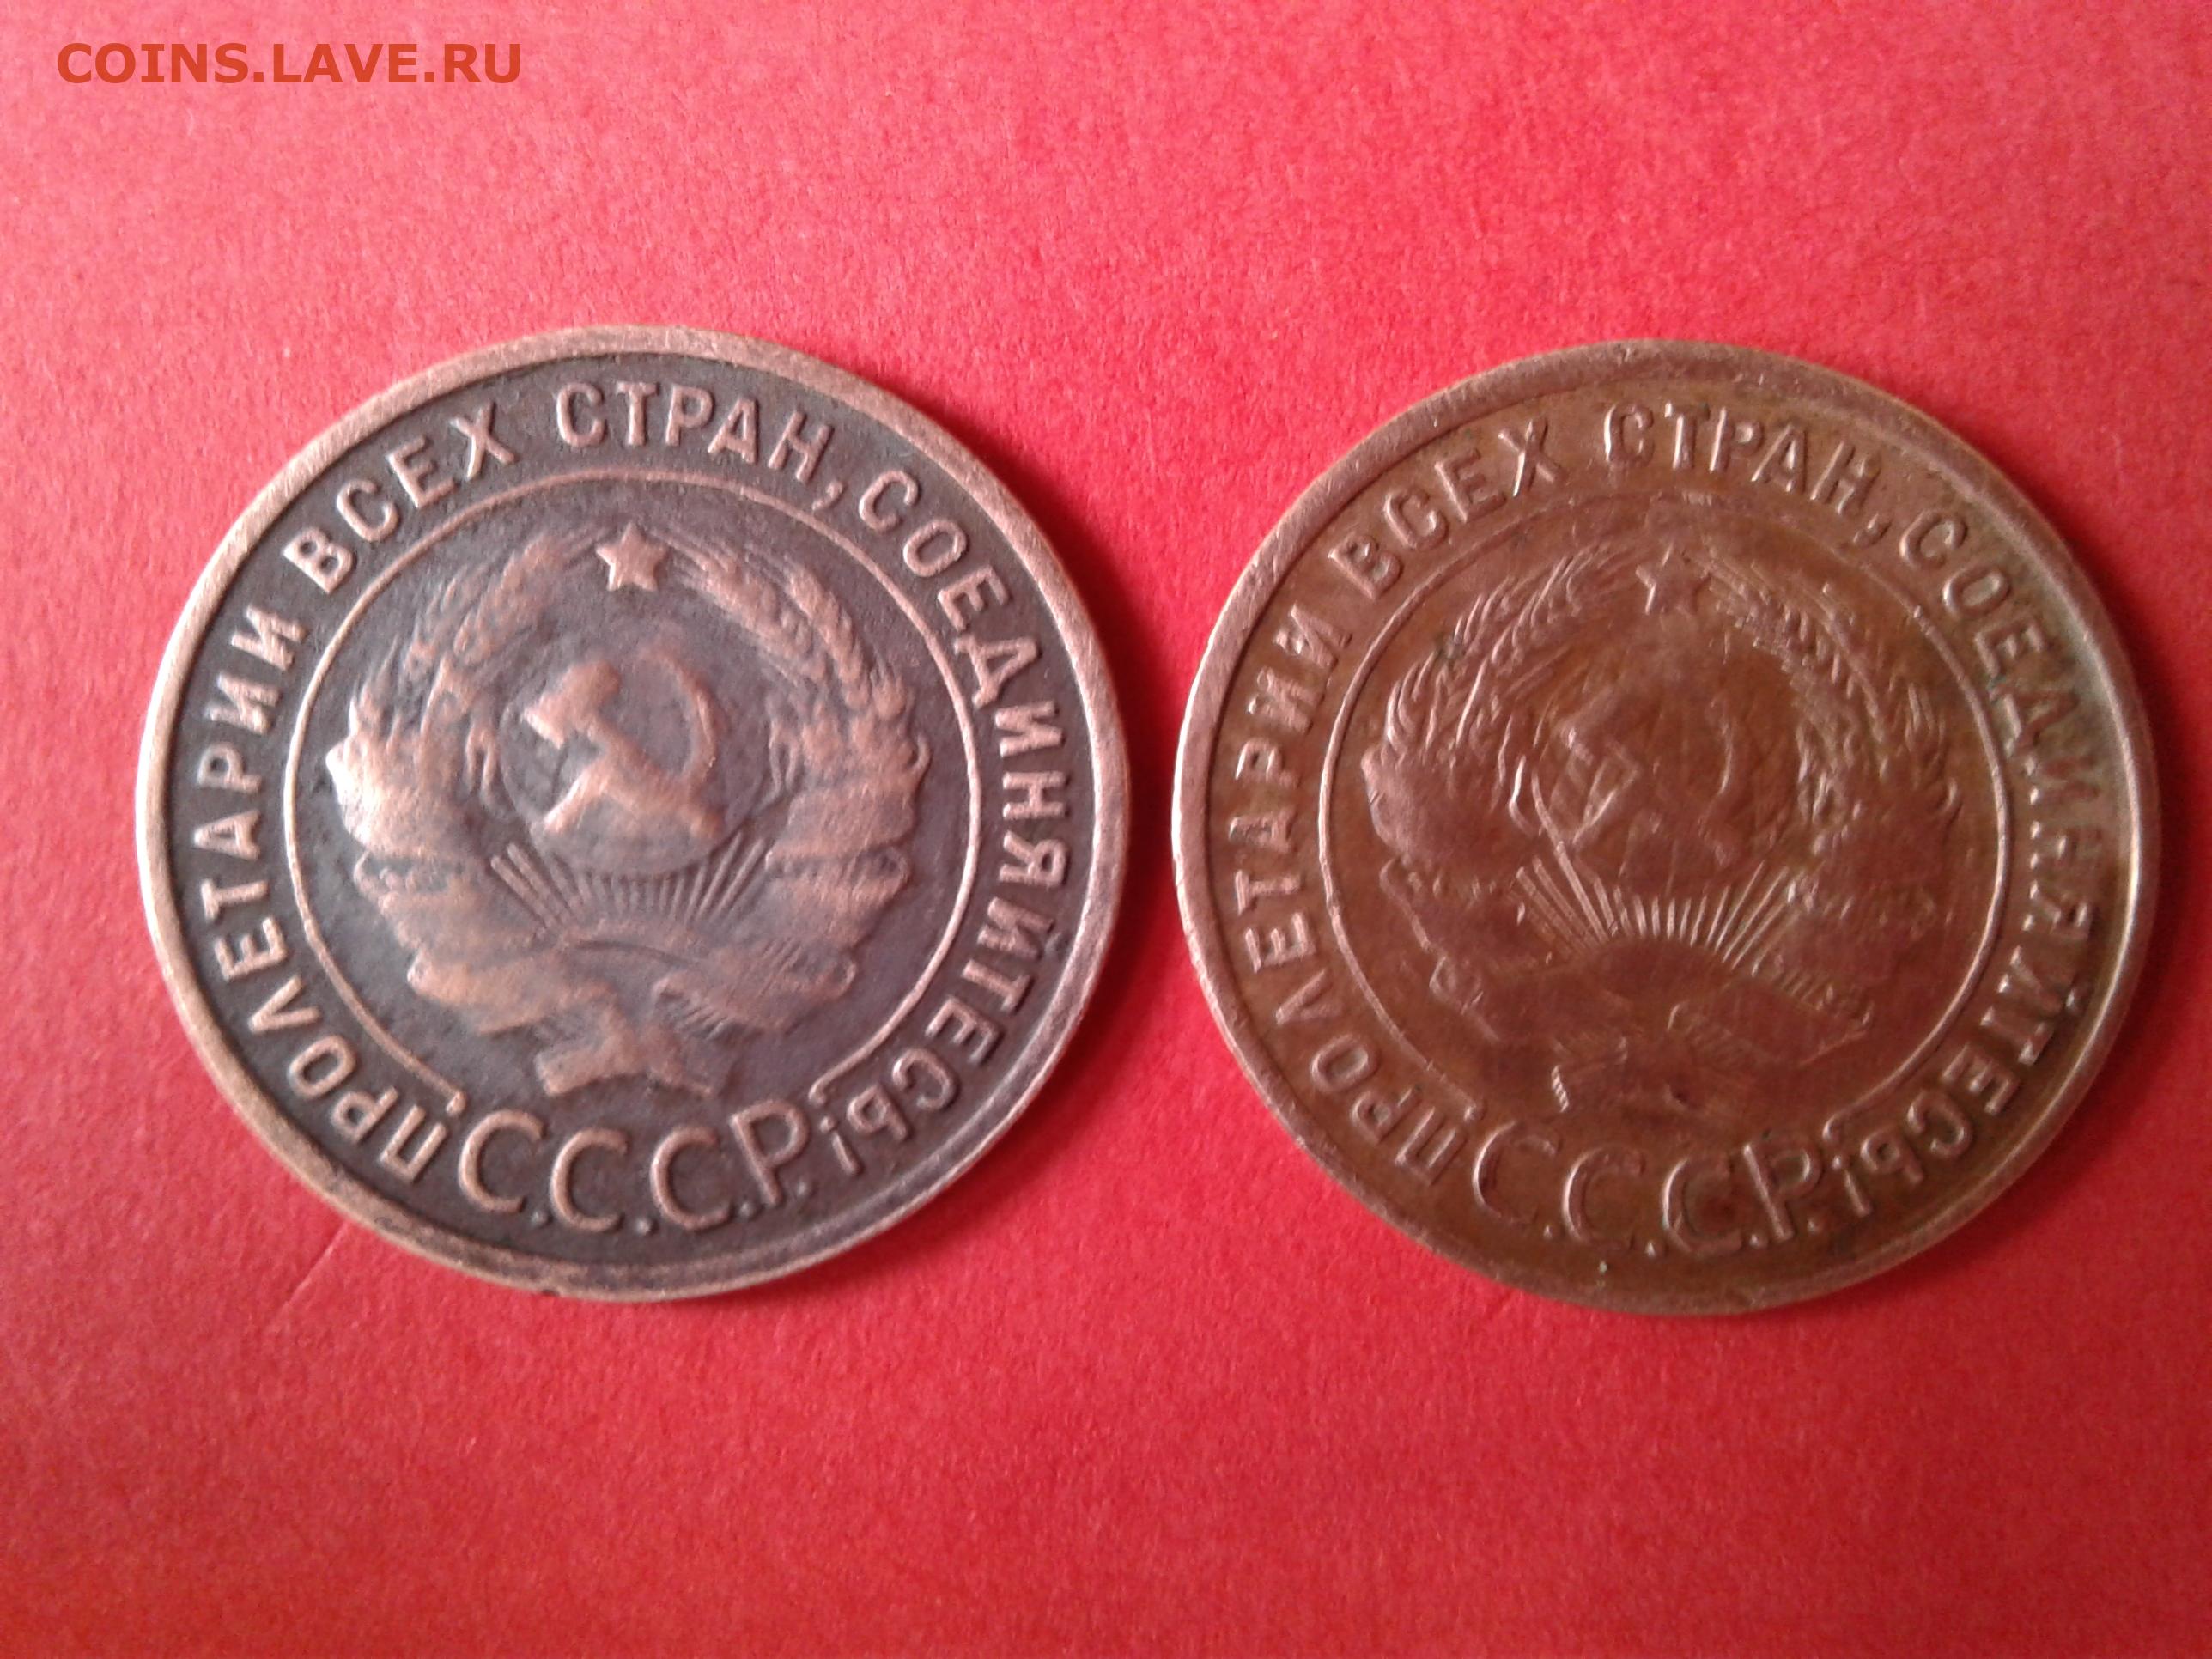 COINS.LAVE.RU
ПРОЛЕТАРИИ ВСЕХ СТРАН, СОЕДИНЯЙТЕСЬ!
С.С.С.Р.
ПРОЛЕТАРИИ ВСЕХ СТРАН, СОЕДИНЯЙТЕСЬ!
С.С.С.Р.